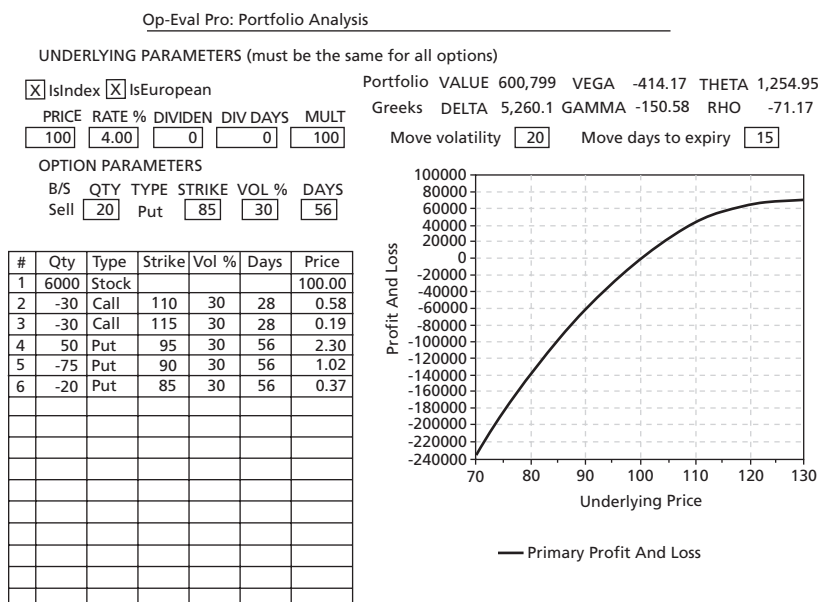 Op-Eval Pro: Portfolio Analysis
UNDERLYING PARAMETERS (must be the same for all options)
X IsIndex X IsEuropean
PRICE RATE % DIVIDEN DIV DAYS MULT
100 4.00 0 0 100
Portfolio VALUE 600,799 VEGA -414.17 THETA 1,254.95
Greeks DELTA 5,260.1 GAMMA -150.58 RHO -71.17
Move volatility 20 Move days to expiry 15
OPTION PARAMETERS
B/S QTY TYPE STRIKE VOL % DAYS
Sell 20 Put 85 30 56
# Qty Type Strike Vol % Days Price
1 6000 Stock 100.00
2 -30 Call 110 30 28 0.58
3 -30 Call 115 30 28 0.19
4 50 Put 95 30 56 2.30
5 -75 Put 90 30 56 1.02
6 -20 Put 85 30 56 0.37
Profit And Loss
100000
80000
60000
40000
20000
0
-20000
-40000
-60000
-80000
-100000
-120000
-140000
-160000
-180000
-200000
-220000
-240000
70 80 90 100 110 120 130
Underlying Price
Primary Profit And Loss